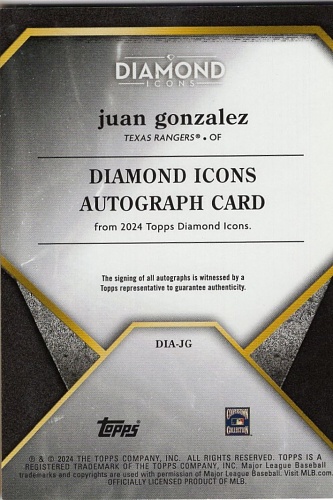 DIAMOND
ICONS
juan gonzalez
TEXAS RANGERS® • OF
DIAMOND ICONS
AUTOGRAPH CARD
from 2024 Topps Diamond Icons.
The signing of all autographs is witnessed by a
Topps representative to guarantee authenticity.
DIA-JG
Topps
COOPERSTOWN
COLLECTION
® & © 2024 THE TOPPS COMPANY, INC. ALL RIGHTS RESERVED. TOPPS IS A
REGISTERED TRADEMARK OF THE TOPPS COMPANY, INC. Major League Baseball
trademarks and copyrights are used with permission of Major League Baseball. Visit MLB.com.
OFFICIALLY LICENSED PRODUCT OF MLB.